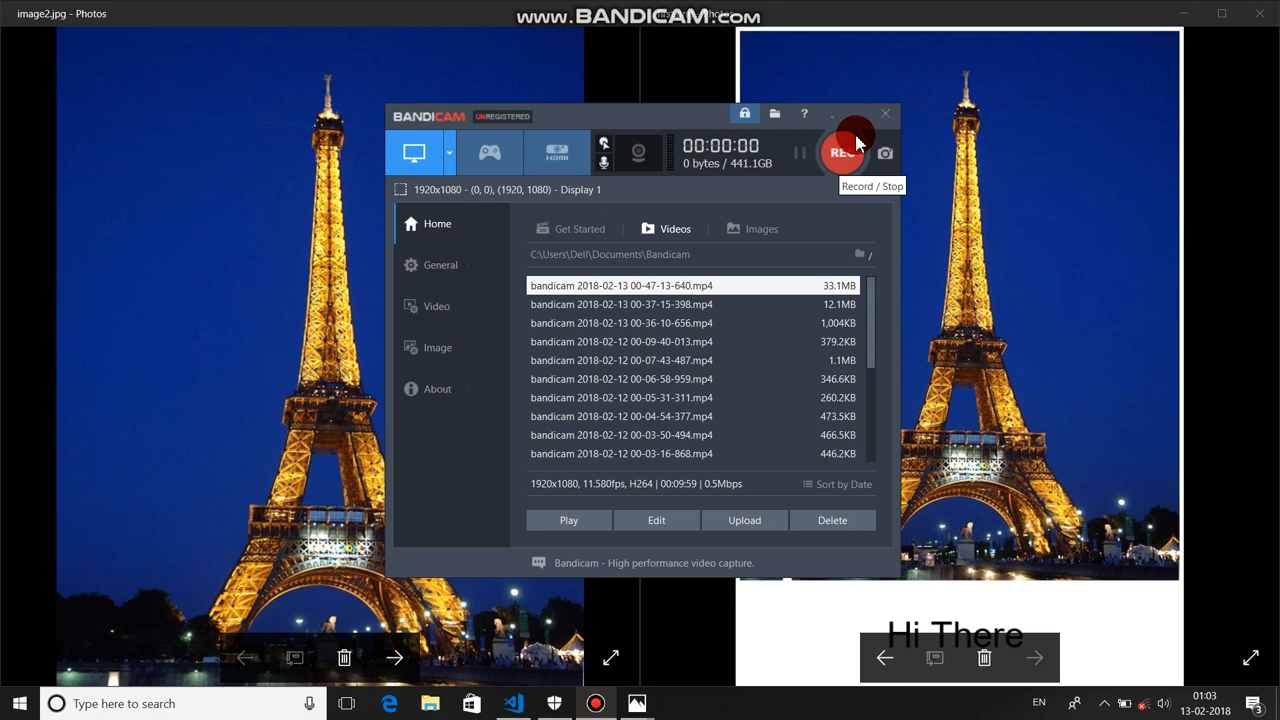 image2.jpg - Photos
www.BANDICAM.com
BANDICAM UNREGISTERED
HDMI
00:00:00
0 bytes / 441.1GB
REC
Record / Stop
1920x1080 - (0, 0), (1920, 1080) - Display 1
Home
General
Video
Image
About
Get Started
Videos
Images
C:\Users\Dell\Documents\Bandicam
bandicam 2018-02-13 00-47-13-640.mp4 33.1MB
bandicam 2018-02-13 00-37-15-398.mp4 12.1MB
bandicam 2018-02-13 00-36-10-656.mp4 1,004KB
bandicam 2018-02-12 00-09-40-013.mp4 379.2KB
bandicam 2018-02-12 00-07-43-487.mp4 1.1MB
bandicam 2018-02-12 00-06-58-959.mp4 346.6KB
bandicam 2018-02-12 00-05-31-311.mp4 260.2KB
bandicam 2018-02-12 00-04-54-377.mp4 473.5KB
bandicam 2018-02-12 00-03-50-494.mp4 466.5KB
bandicam 2018-02-12 00-03-16-868.mp4 446.2KB
1920x1080, 11.580fps, H264 | 00:09:59 | 0.5Mbps
Sort by Date
Play
Edit
Upload
Delete
Bandicam - High performance video capture.
Hi There
Type here to search
EN
01:03
13-02-2018
3